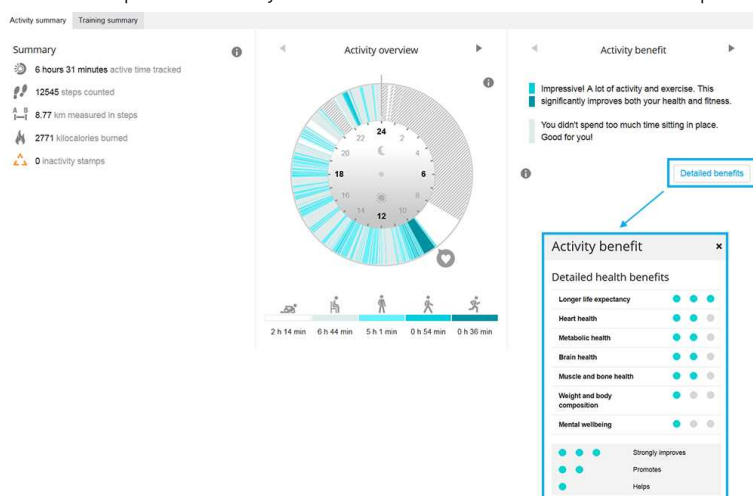 Activity summary
Training summary
Summary
6 hours 31 minutes active time tracked
12545 steps counted
A B
8.77 km measured in steps
2771 kilocalories burned
0 inactivity stamps
Activity overview
24
22
2
20
4
18
6
16
8
14
10
12
2 h 14 min
6 h 44 min
5 h 1 min
0 h 54 min
0 h 36 min
Activity benefit
Impressive! A lot of activity and exercise. This
significantly improves both your health and fitness.
You didn't spend too much time sitting in place.
Good for you!
Detailed benefits
Activity benefit
×
Detailed health benefits
Longer life expectancy
Heart health
Metabolic health
Brain health
Muscle and bone health
Weight and body
composition
Mental wellbeing
Strongly improves
Promotes
Helps